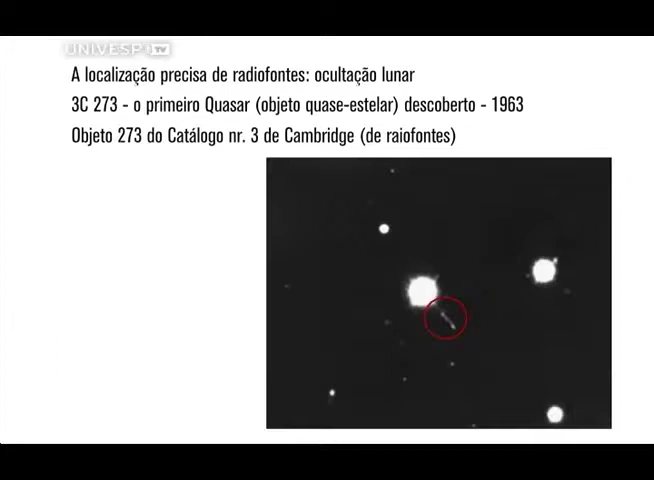 UNIVESP TV
A localização precisa de radiofontes: ocultação lunar
3C 273 - o primeiro Quasar (objeto quase-estelar) descoberto - 1963
Objeto 273 do Catálogo nr. 3 de Cambridge (de raiofontes)